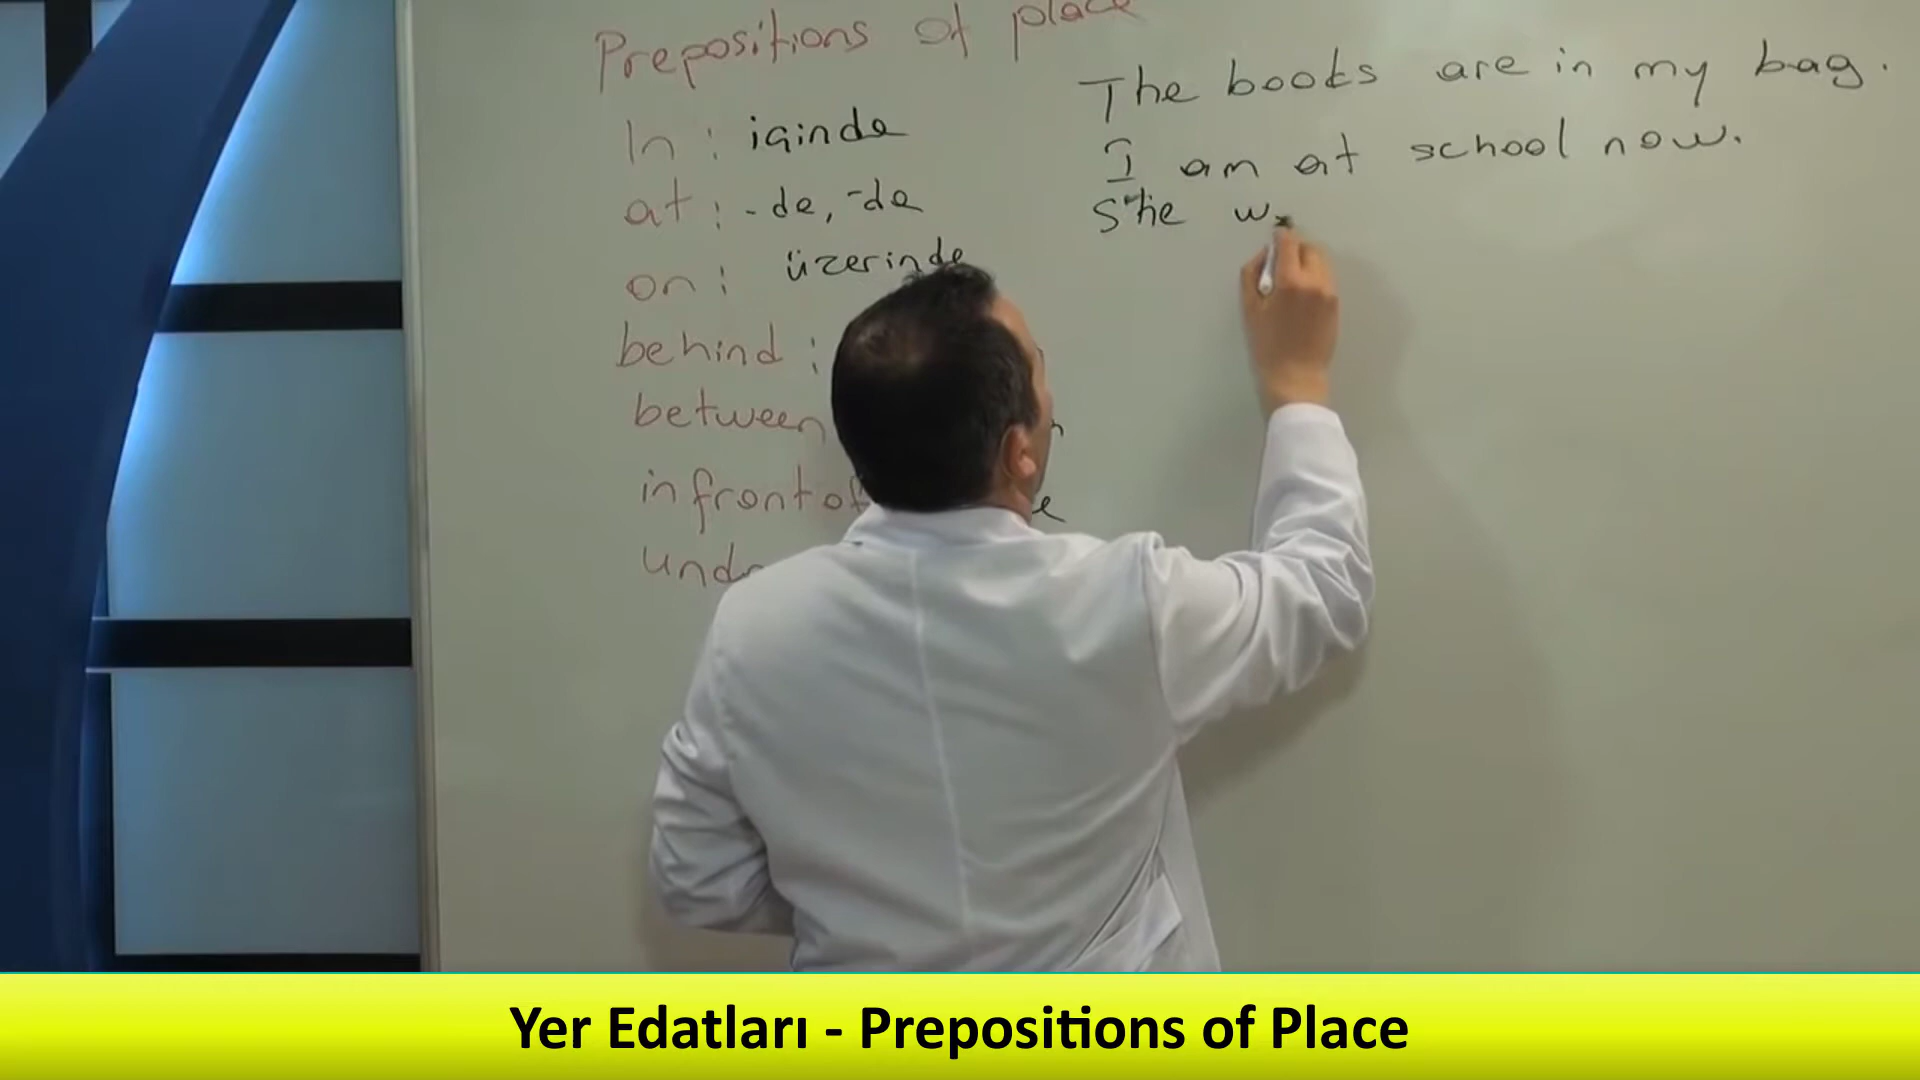 Prepositions of place
In : içinde
at : -de, -da
on : üzerinde
behind :
between
in front of
The books are in my bag.
I am at school now.
She
Yer Edatları - Prepositions of Place